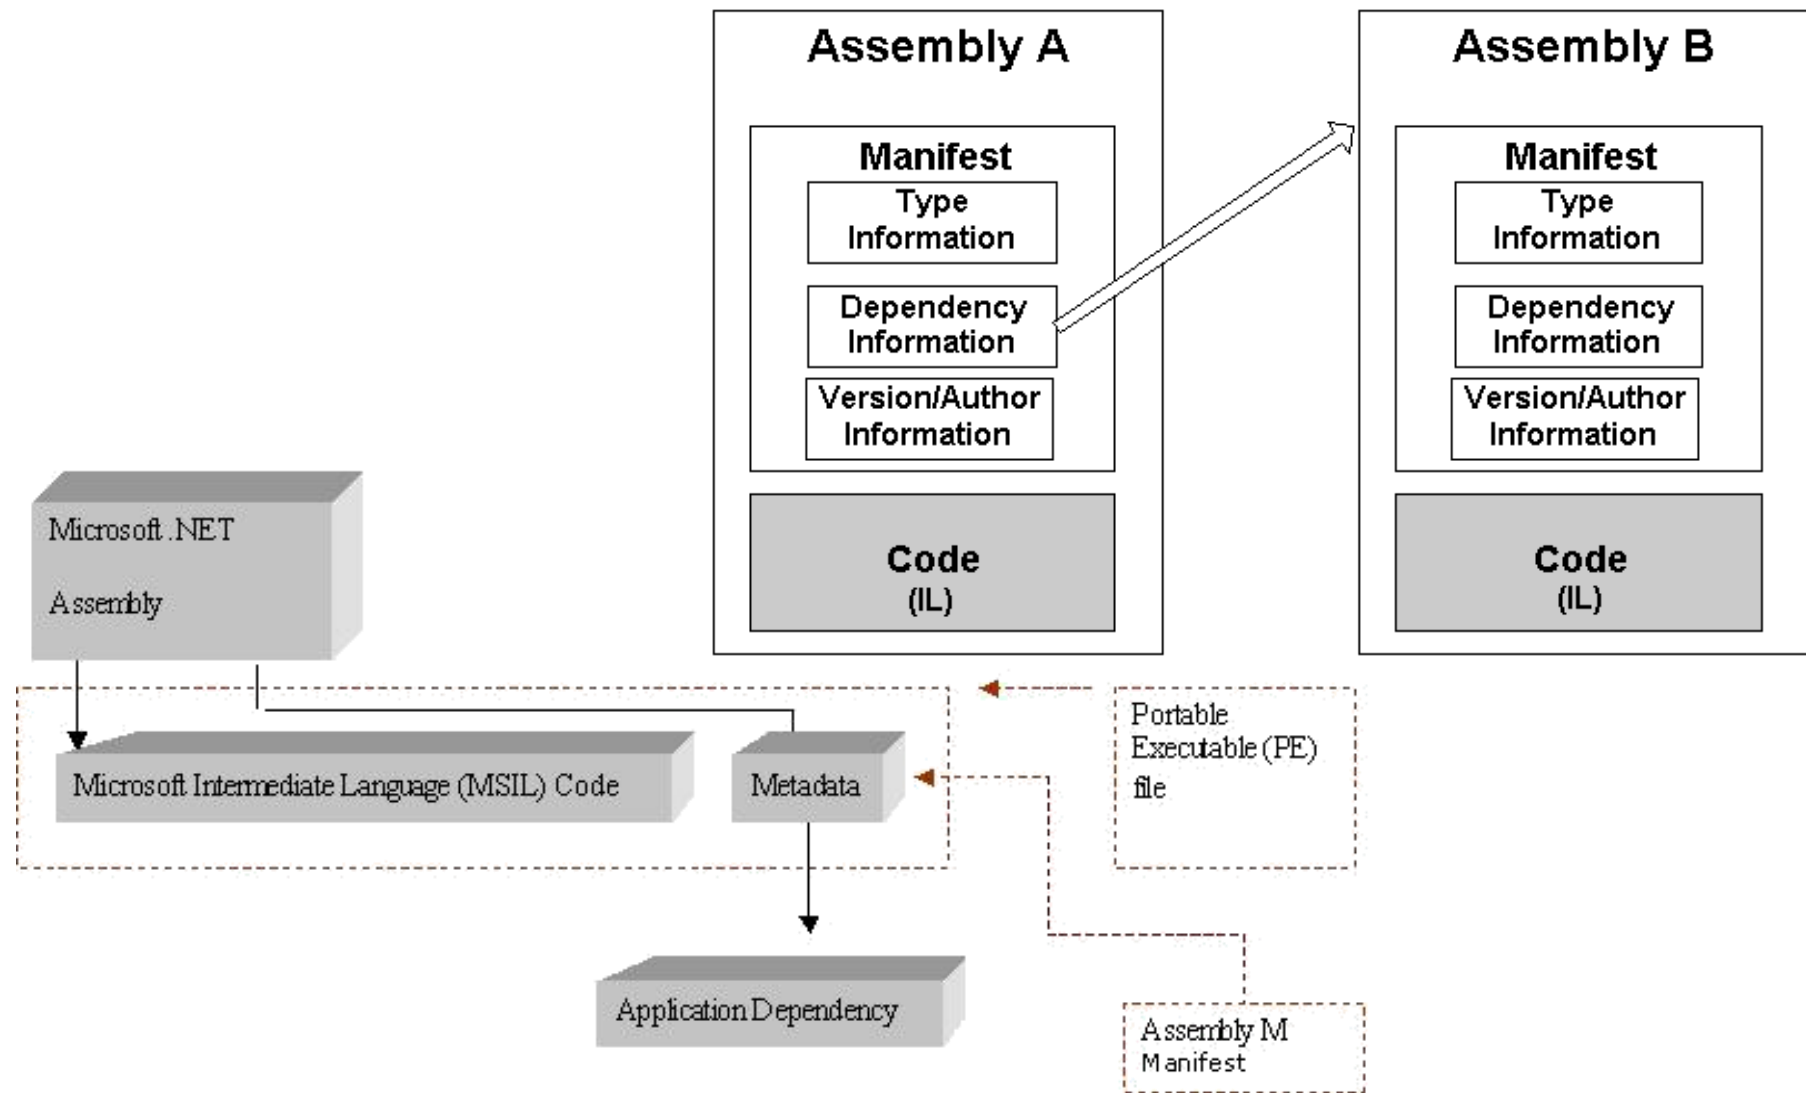 Assembly A
Manifest
Type
Information
Dependency
Information
Version/Author
Information
Code
(IL)
Assembly B
Manifest
Type
Information
Dependency
Information
Version/Author
Information
Code
(IL)
Microsoft .NET
Assembly
Microsoft Intermediate Language (MSIL) Code
Metadata
Portable
Executable (PE)
file
Application Dependency
Assembly M
Manifest